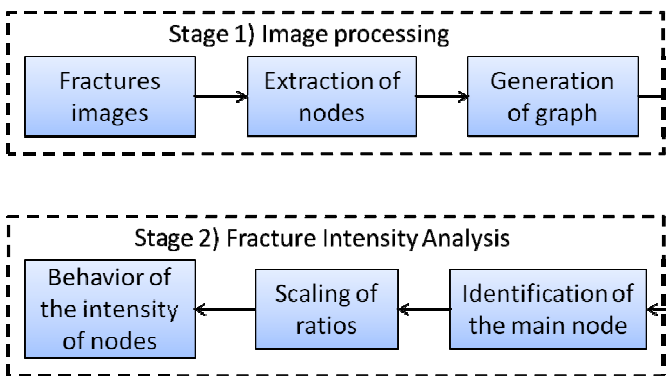 Stage 1) Image processing
Fractures
images
Extraction of
nodes
Generation
of graph
Stage 2) Fracture Intensity Analysis
Behavior of
the intensity
of nodes
Scaling of
ratios
Identification of
the main node